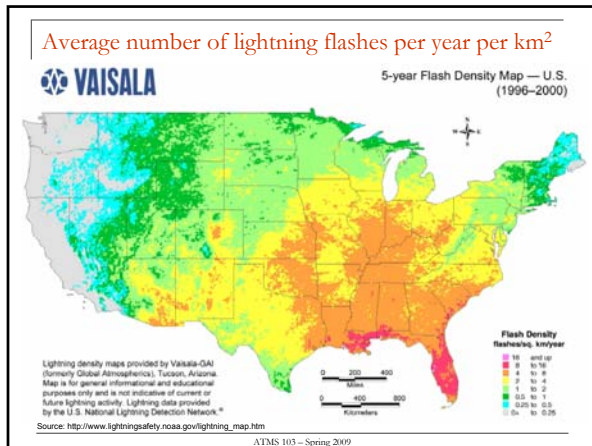 Average number of lightning flashes per year per km²
VAISALA
5-year Flash Density Map — U.S.
(1996–2000)
Lightning density maps provided by Vaisala-GAI
(formerly Global Atmospherics), Tucson, Arizona.
Map is for general informational and educational
purposes only and is not indicative of current or
future lightning activity. Lightning data provided
by the U.S. National Lightning Detection Network.®
0 200 400
Miles
0 400 800
Kilometers
Flash Density
flashes/sq. km/year
16 and up
8 to 16
4 to 8
2 to 4
1 to 2
0.5 to 1
0.25 to 0.5
0+ to 0.25
Source: http://www.lightningsafety.noaa.gov/lightning_map.htm
ATMS 103 – Spring 2009